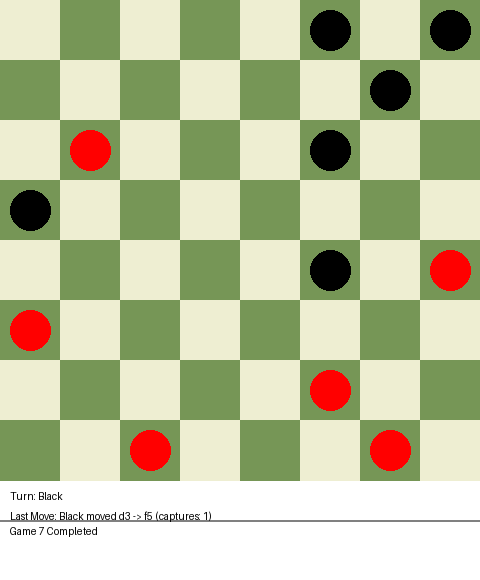 Turn: Black
Last Move: Black moved d3 -> f5 (captures: 1)
Game 7 Completed